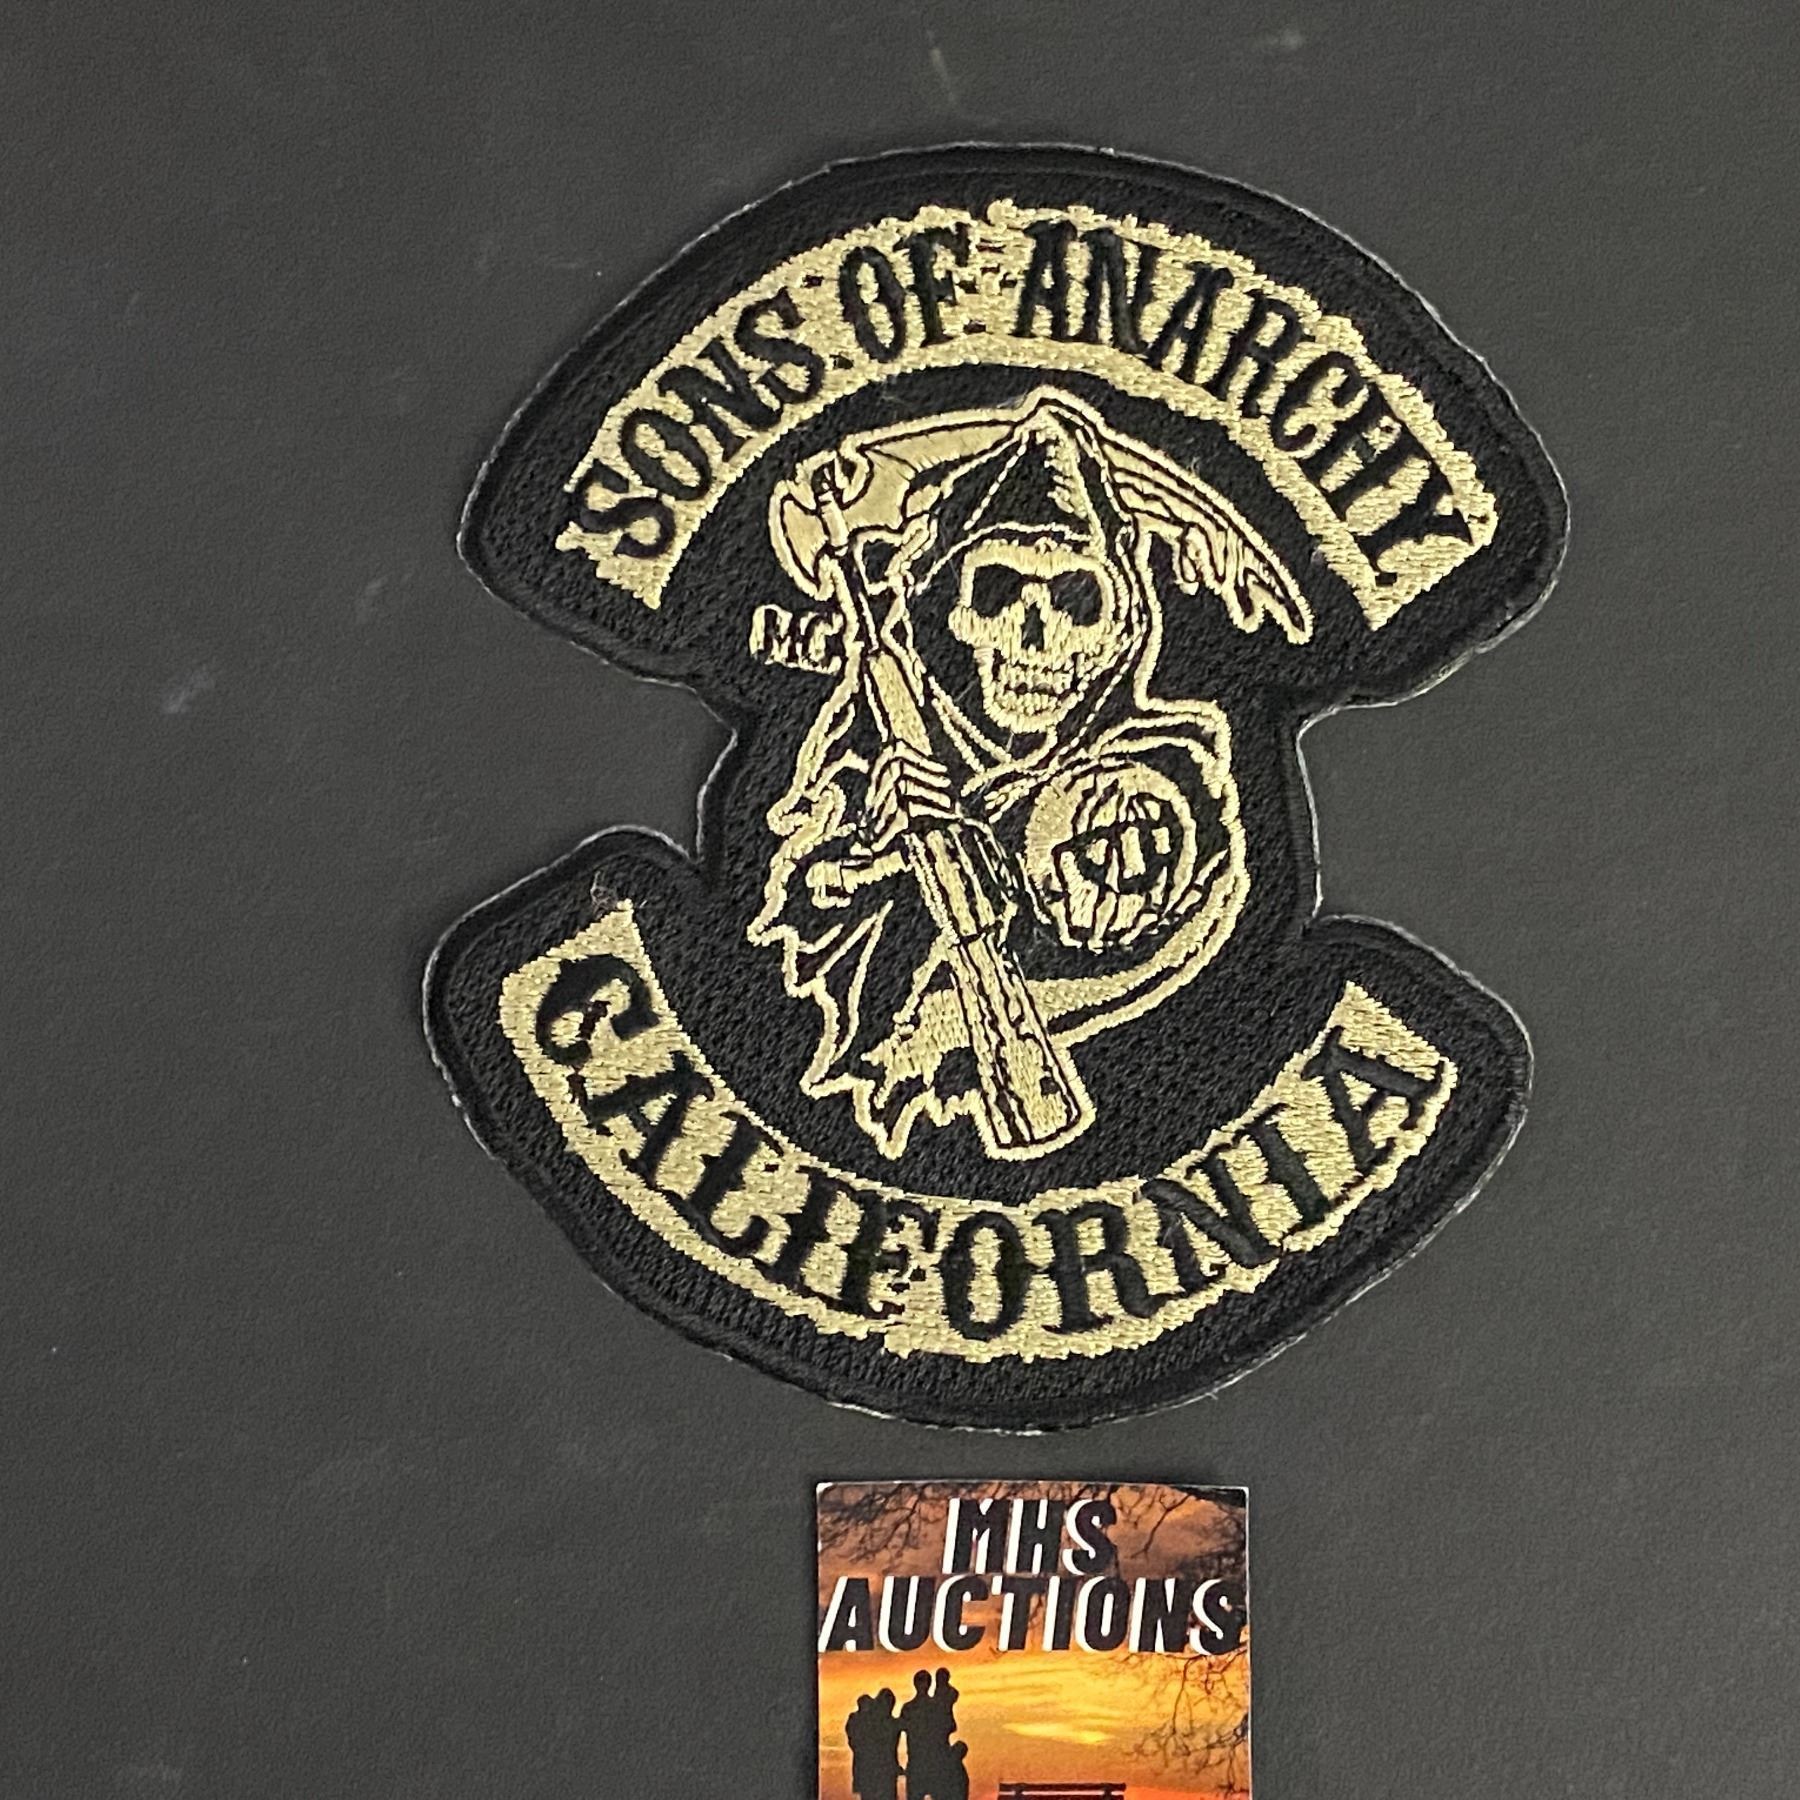 SONS OF ANARCHY
MC
CALIFORNIA
MHS
AUCTIONS